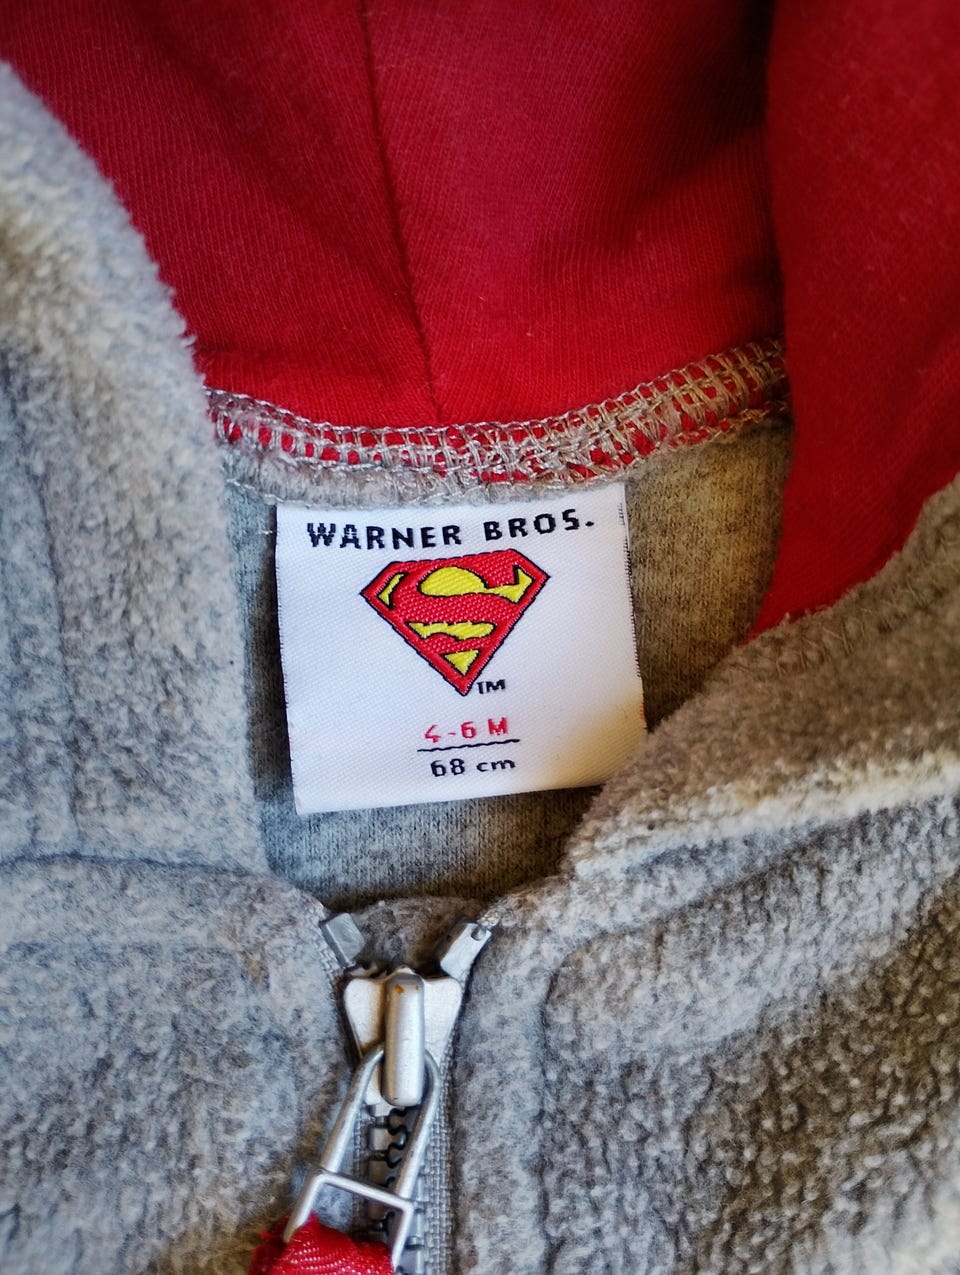 WARNER BROS.
S
TM
4-6 M
68 cm